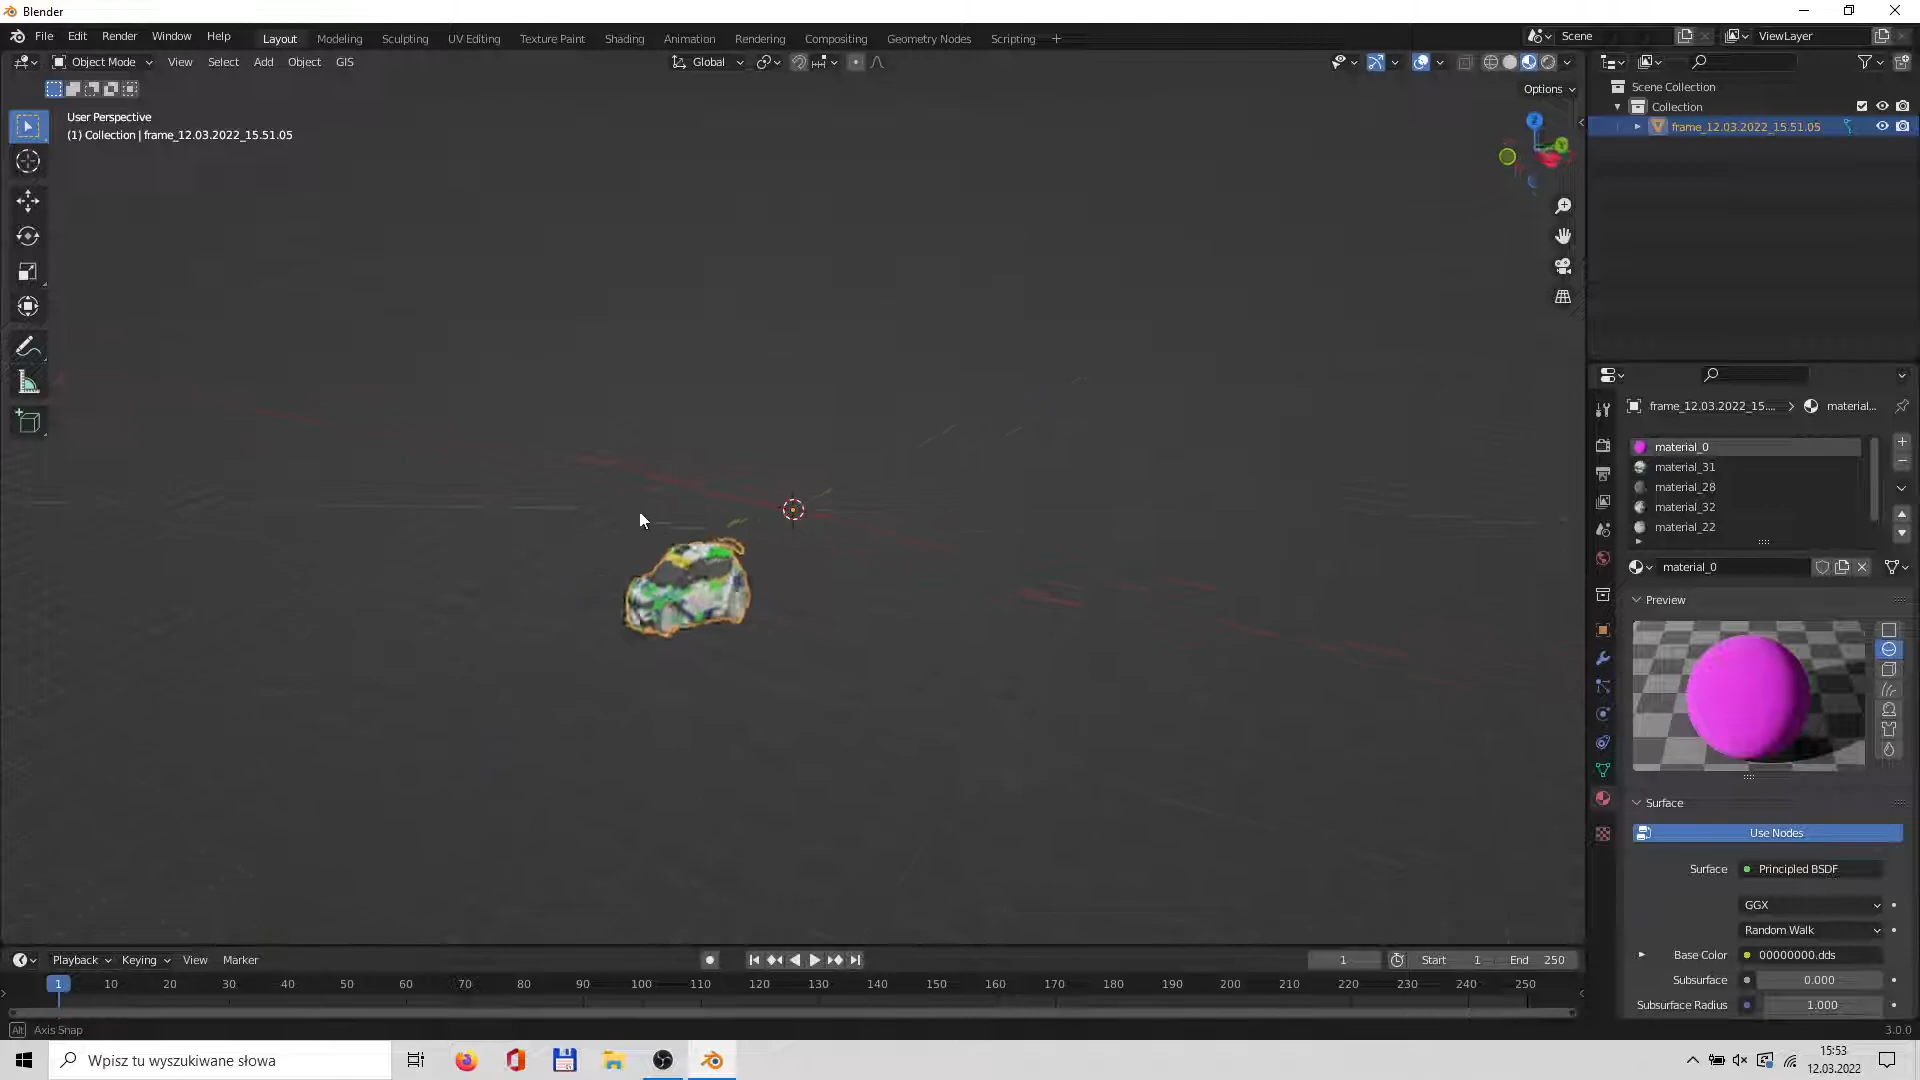 Blender
File Edit Render Window Help
Layout Modeling Sculpting UV Editing Texture Paint Shading Animation Rendering Compositing Geometry Nodes Scripting
Scene
ViewLayer
Object Mode View Select Add Object GIS
Global
Options
User Perspective
(1) Collection | frame_12.03.2022_15.51.05
Z
Y
Scene Collection
Collection
frame_12.03.2022_15.51.05
frame_12.03.2022_15.... material...
material_0
material_31
material_28
material_32
material_22
material_0
Preview
Surface
Use Nodes
Surface Principled BSDF
GGX
Random Walk
Base Color 00000000.dds
Subsurface 0.000
Subsurface Radius 1.000
Playback Keying View Marker
1 Start 1 End 250
1 10 20 30 40 50 60 70 80 90 100 110 120 130 140 150 160 170 180 190 200 210 220 230 240 250
Alt Axis Snap
3.0.0
Wpisz tu wyszukiwane słowa
15:53
12.03.2022